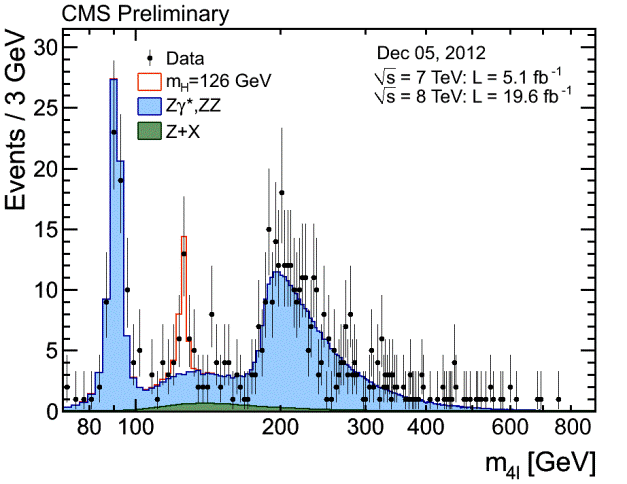 CMS Preliminary
Dec 05, 2012
√s = 7 TeV: L = 5.1 fb⁻¹
√s = 8 TeV: L = 19.6 fb⁻¹
Data
m_H=126 GeV
Zγ*,ZZ
Z+X
Events / 3 GeV
30
25
20
15
10
5
0
80 100 200 300 400 600 800
m_4l [GeV]